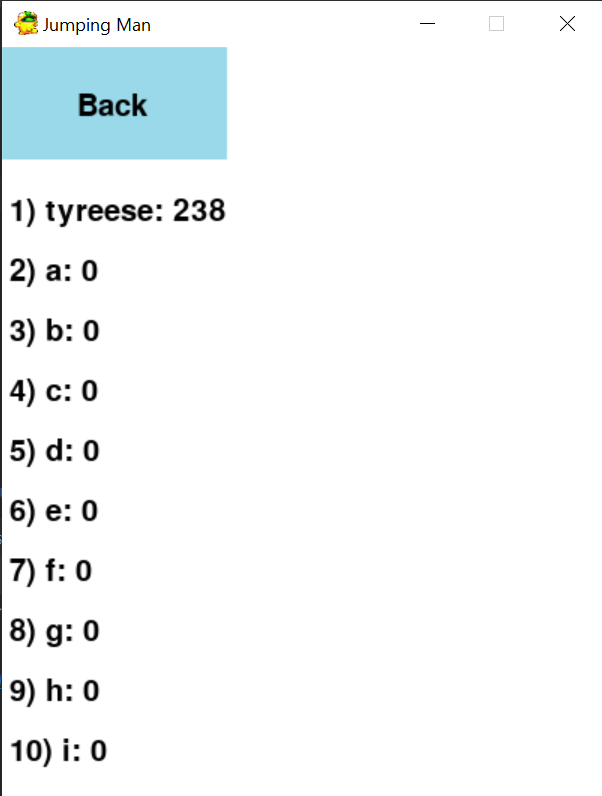 Jumping Man
Back
1) tyreese: 238
2) a: 0
3) b: 0
4) c: 0
5) d: 0
6) e: 0
7) f: 0
8) g: 0
9) h: 0
10) i: 0